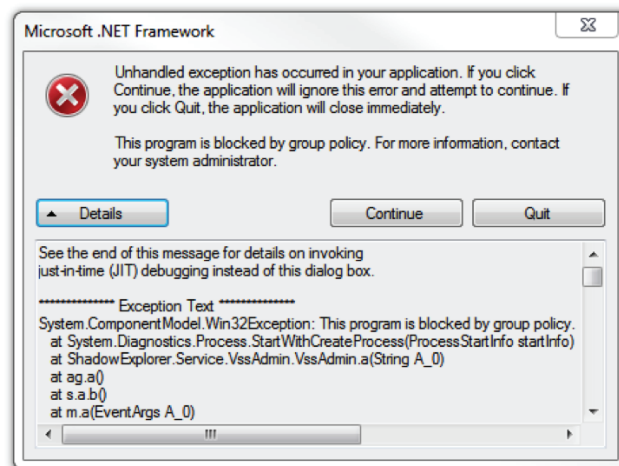 Microsoft .NET Framework
Unhandled exception has occurred in your application. If you click
Continue, the application will ignore this error and attempt to continue. If
you click Quit, the application will close immediately.
This program is blocked by group policy. For more information, contact
your system administrator.
Details
Continue
Quit
See the end of this message for details on invoking
just-in-time (JIT) debugging instead of this dialog box.
************** Exception Text **************
System.ComponentModel.Win32Exception: This program is blocked by group policy.
at System.Diagnostics.Process.StartWithCreateProcess(ProcessStartInfo startInfo)
at ShadowExplorer.Service.VssAdmin.VssAdmin.a(String A_0)
at ag.a()
at s.a.b()
at m.a(EventArgs A_0)